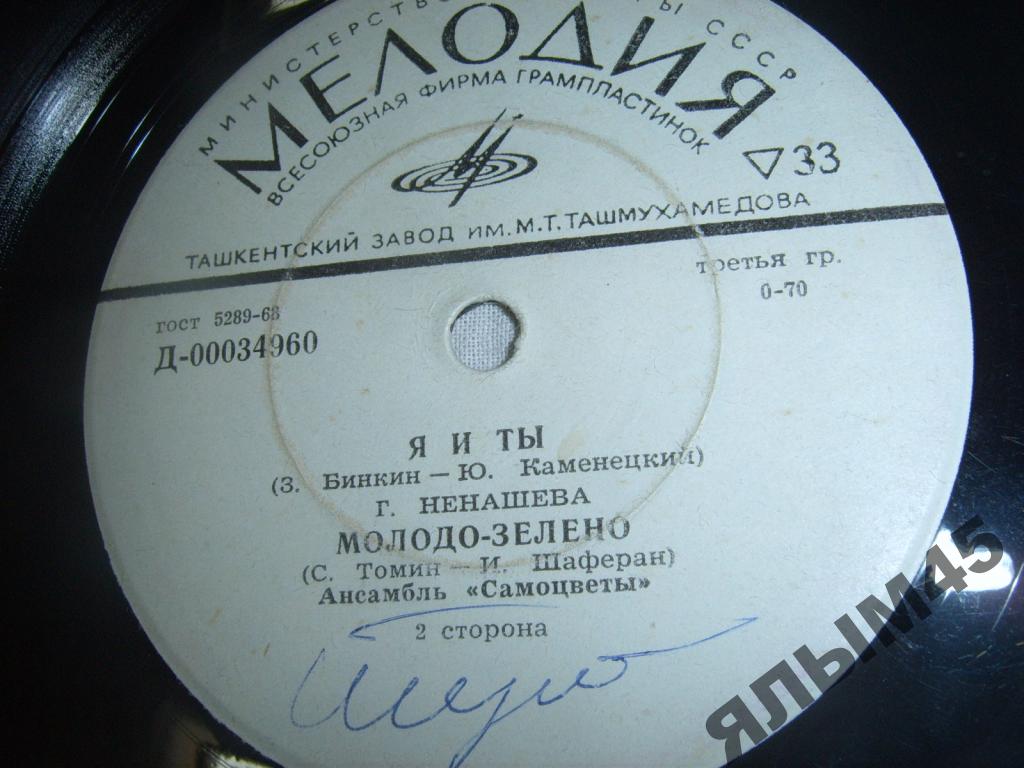 МИНИСТЕРСТВО КУЛЬТУРЫ СССР
МЕЛОДИЯ
ВСЕСОЮЗНАЯ ФИРМА ГРАМПЛАСТИНОК
33
ТАШКЕНТСКИЙ ЗАВОД ИМ. М. Т. ТАШМУХАМЕДОВА
третья гр.
0-70
гост 5289-68
Д-00034960
Я И ТЫ
(З. Бинкин — Ю. Каменецкий)
Г. НЕНАШЕВА
МОЛОДО-ЗЕЛЕНО
(С. Томин — И. Шаферан)
Ансамбль «Самоцветы»
2 сторона
ЯЛЫМ45